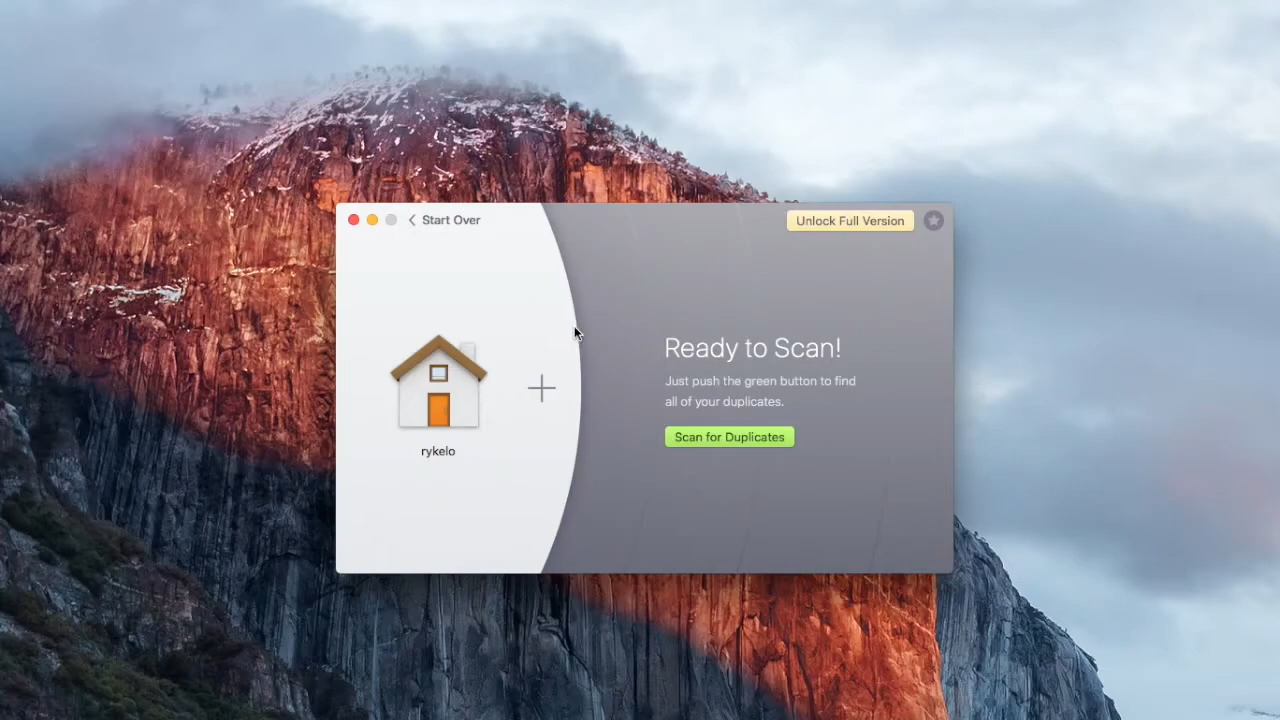 Start Over
Unlock Full Version
Ready to Scan!
Just push the green button to find
all of your duplicates.
Scan for Duplicates
rykelo